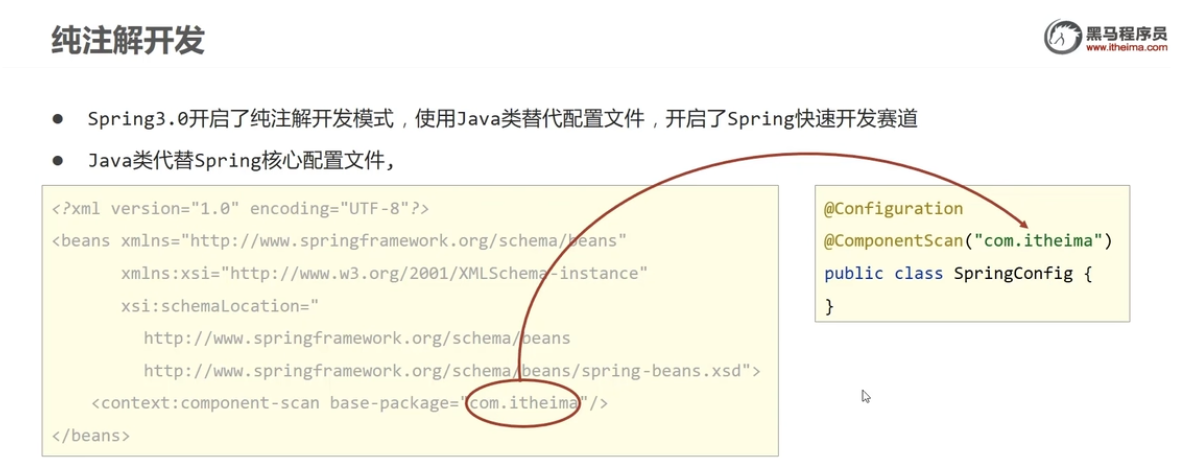 纯注解开发
黑马程序员
www.itheima.com
● Spring3.0开启了纯注解开发模式，使用Java类替代配置文件，开启了Spring快速开发赛道
● Java类代替Spring核心配置文件,
<?xml version="1.0" encoding="UTF-8"?>
<beans xmlns="http://www.springframework.org/schema/beans"
xmlns:xsi="http://www.w3.org/2001/XMLSchema-instance"
xsi:schemaLocation="
http://www.springframework.org/schema/beans
http://www.springframework.org/schema/beans/spring-beans.xsd">
<context:component-scan base-package="com.itheima"/>
</beans>
@Configuration
@ComponentScan("com.itheima")
public class SpringConfig {
}